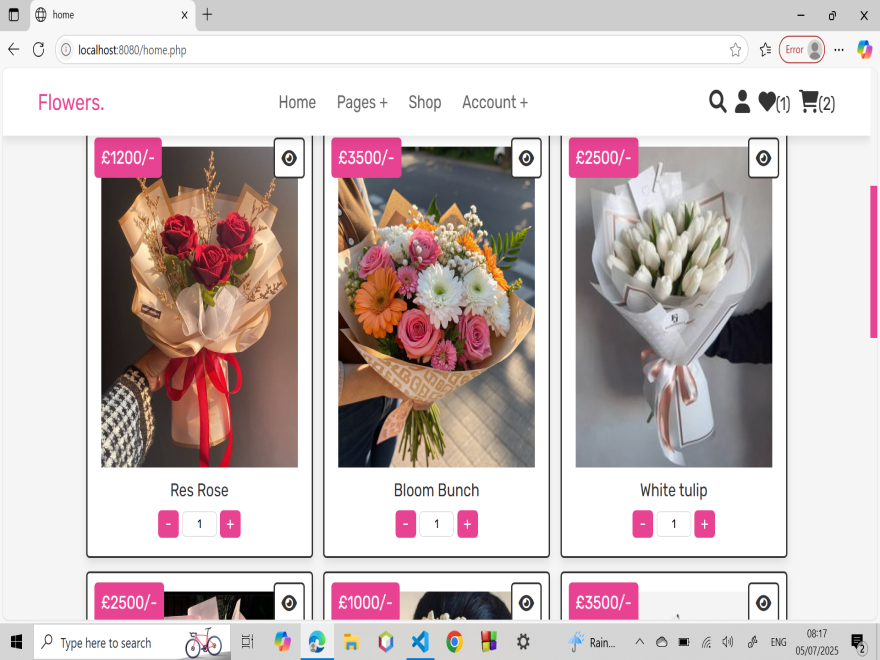 home
localhost:8080/home.php
Error
Flowers.
Home Pages + Shop Account +
(1) (2)
£1200/- £3500/- £2500/-
Res Rose Bloom Bunch White tulip
- 1 + - 1 + - 1 +
£2500/- £1000/- £3500/-
Type here to search
Rain...
ENG
08:17
05/07/2025
2